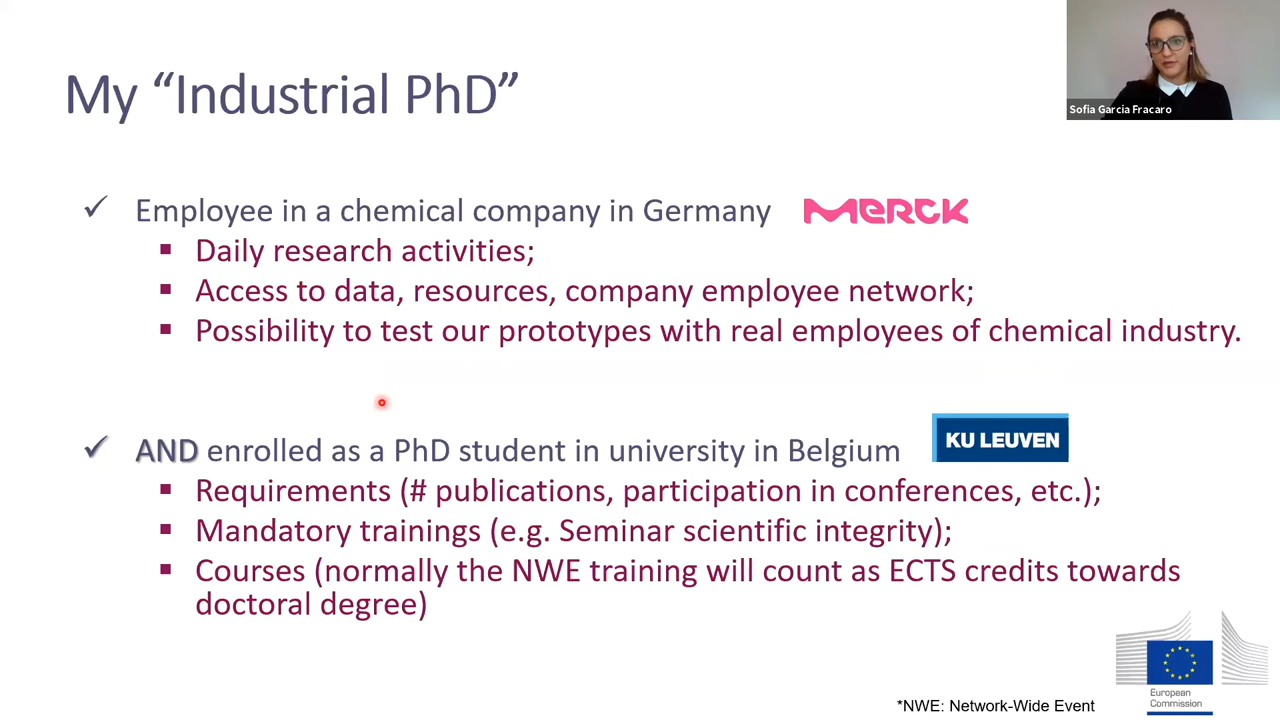 My “Industrial PhD”
Sofia Garcia Fracaro
✓ Employee in a chemical company in Germany
MERCK
▪ Daily research activities;
▪ Access to data, resources, company employee network;
▪ Possibility to test our prototypes with real employees of chemical industry.
✓ AND enrolled as a PhD student in university in Belgium
KU LEUVEN
▪ Requirements (# publications, participation in conferences, etc.);
▪ Mandatory trainings (e.g. Seminar scientific integrity);
▪ Courses (normally the NWE training will count as ECTS credits towards
doctoral degree)
European
Commission
*NWE: Network-Wide Event